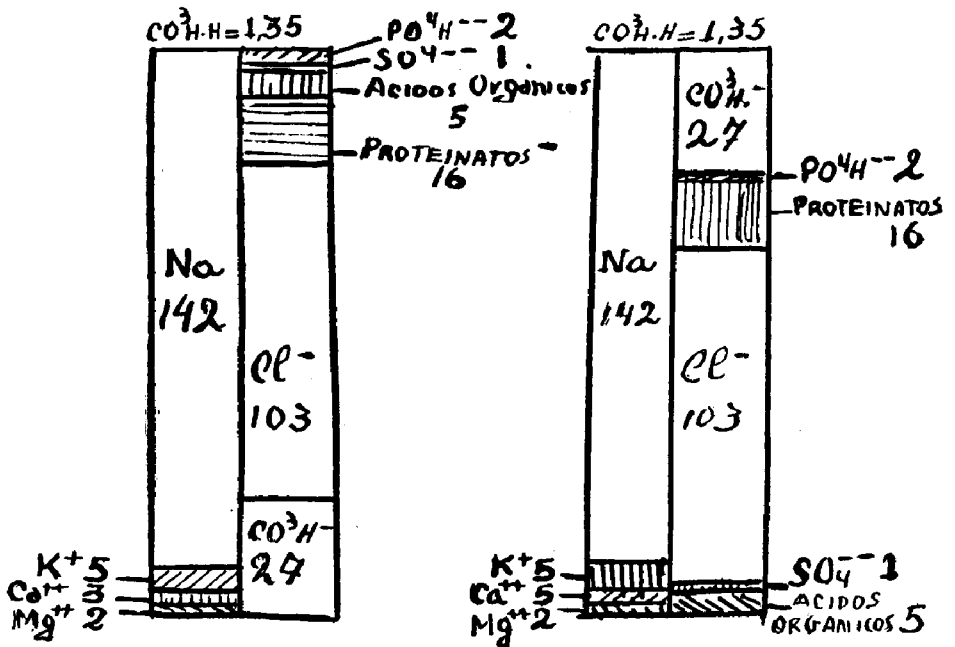 CO³H.H=1,35
PO⁴H--2
SO⁴-- 1.
Acidos Organicos
5
PROTEINATOS-
16
Na
142
Cl-
103
CO³H-
27
K+5
Ca++ 5
Mg++ 2
CO³H.H=1,35
CO³H.-
27
PO⁴H--2
PROTEINATOS
16
Na
142
Cl-
103
K+5
Ca++ 5
Mg++2
SO₄--1
ACIDOS
ORGANICOS 5